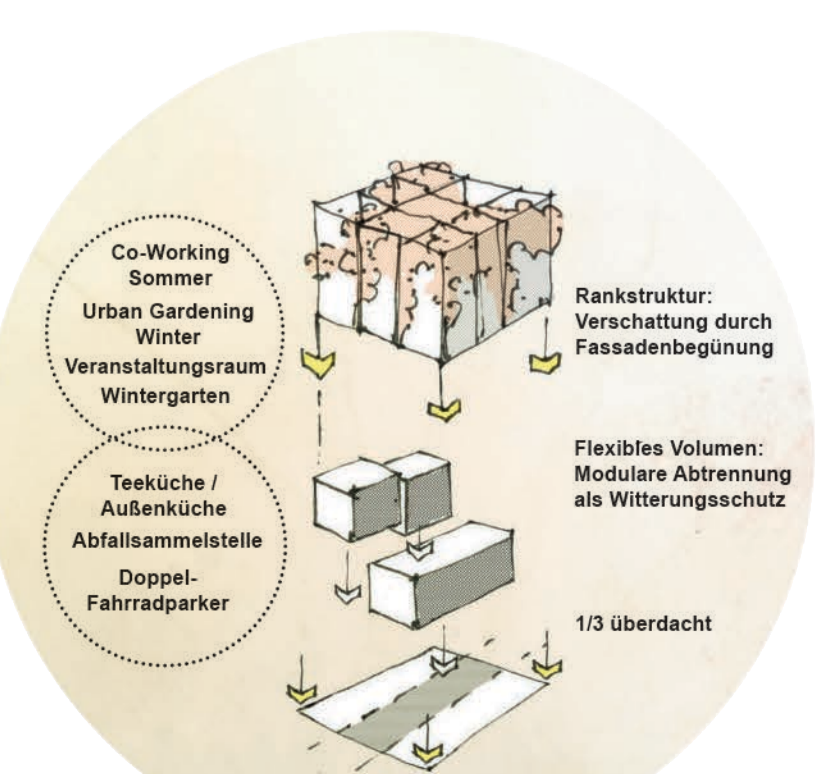 Co-Working
Sommer
Urban Gardening
Winter
Veranstaltungsraum
Wintergarten
Teeküche /
Außenküche
Abfallsammelstelle
Doppel-
Fahrradparker
Rankstruktur:
Verschattung durch
Fassadenbegünung
Flexibles Volumen:
Modulare Abtrennung
als Witterungsschutz
1/3 überdacht